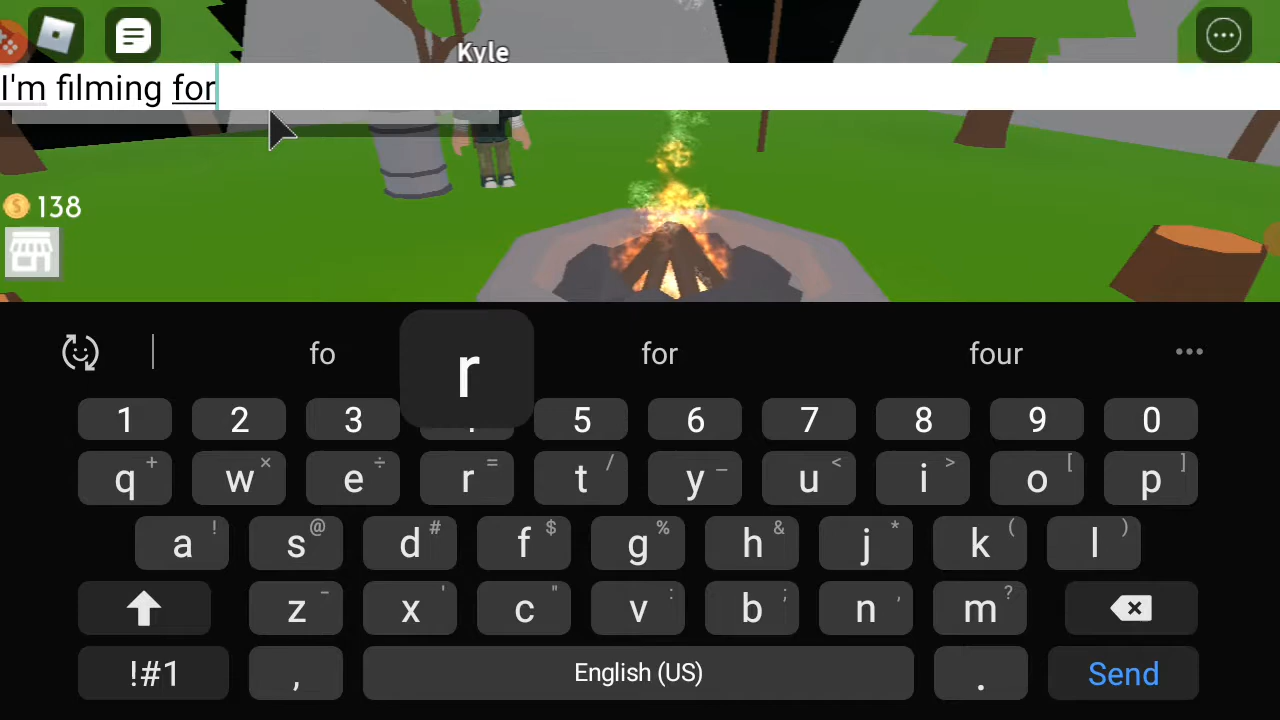 Kyle
I'm filming for
138
fo
r
for
four
1 2 3 5 6 7 8 9 0
q + w × e ÷ r = t / y _ u < i > o [ p ]
a ! s @ d # f $ g % h & j * k ( l )
z - x ' c " v : b ; n , m ?
!#1 , English (US) . Send